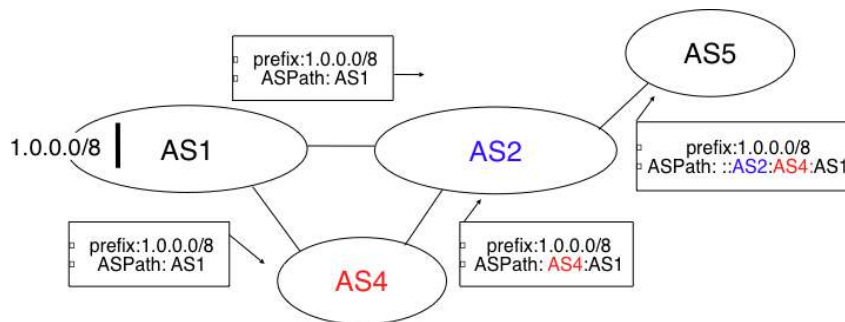 prefix:1.0.0.0/8
ASPath: AS1
AS5
1.0.0.0/8
AS1
AS2
prefix:1.0.0.0/8
ASPath: ::AS2:AS4:AS1
prefix:1.0.0.0/8
ASPath: AS1
AS4
prefix:1.0.0.0/8
ASPath: AS4:AS1